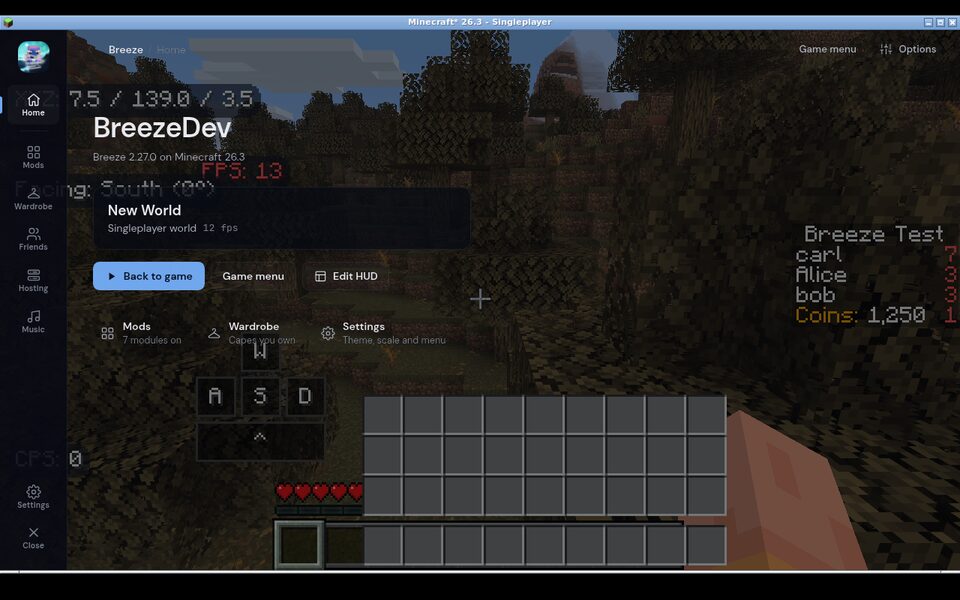 Minecraft* 26.3 - Singleplayer
Breeze / Home
Game menu
Options
XYZ: 7.5 / 139.0 / 3.5
Home
BreezeDev
Breeze 2.27.0 on Minecraft 26.3
FPS: 13
Mods
Facing: South (0°)
Wardrobe
New World
Singleplayer world 12 fps
Friends
Breeze Test
carl 7
Alice 3
bob 3
Coins: 1,250 1
Hosting
Back to game
Game menu
Edit HUD
Music
Mods
7 modules on
Wardrobe
Capes you own
Settings
Theme, scale and menu
W
A S D
^
CPS: 0
Settings
Close